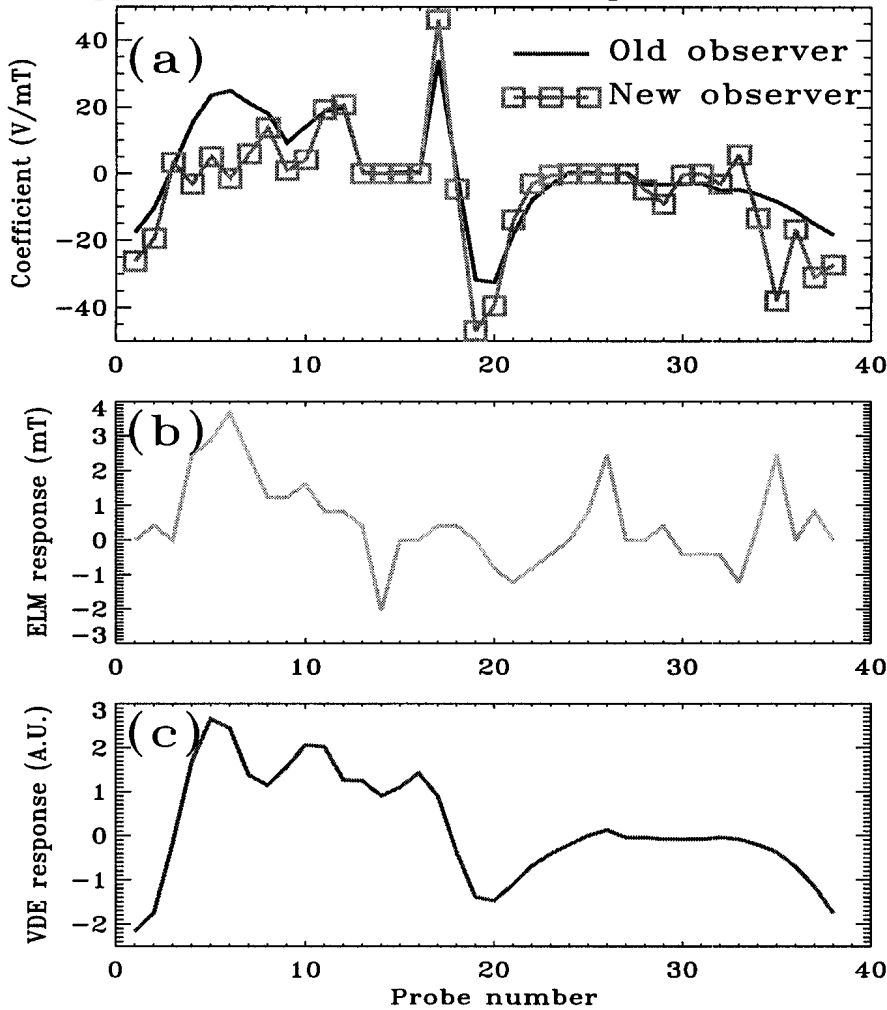 (a)
Old observer
New observer
Coefficient (V/mT)
40
20
0
−20
−40
0 10 20 30 40
(b)
ELM response (mT)
4
3
2
1
0
−1
−2
−3
0 10 20 30 40
(c)
VDE response (A.U.)
3
2
1
0
−1
−2
0 10 20 30 40
Probe number